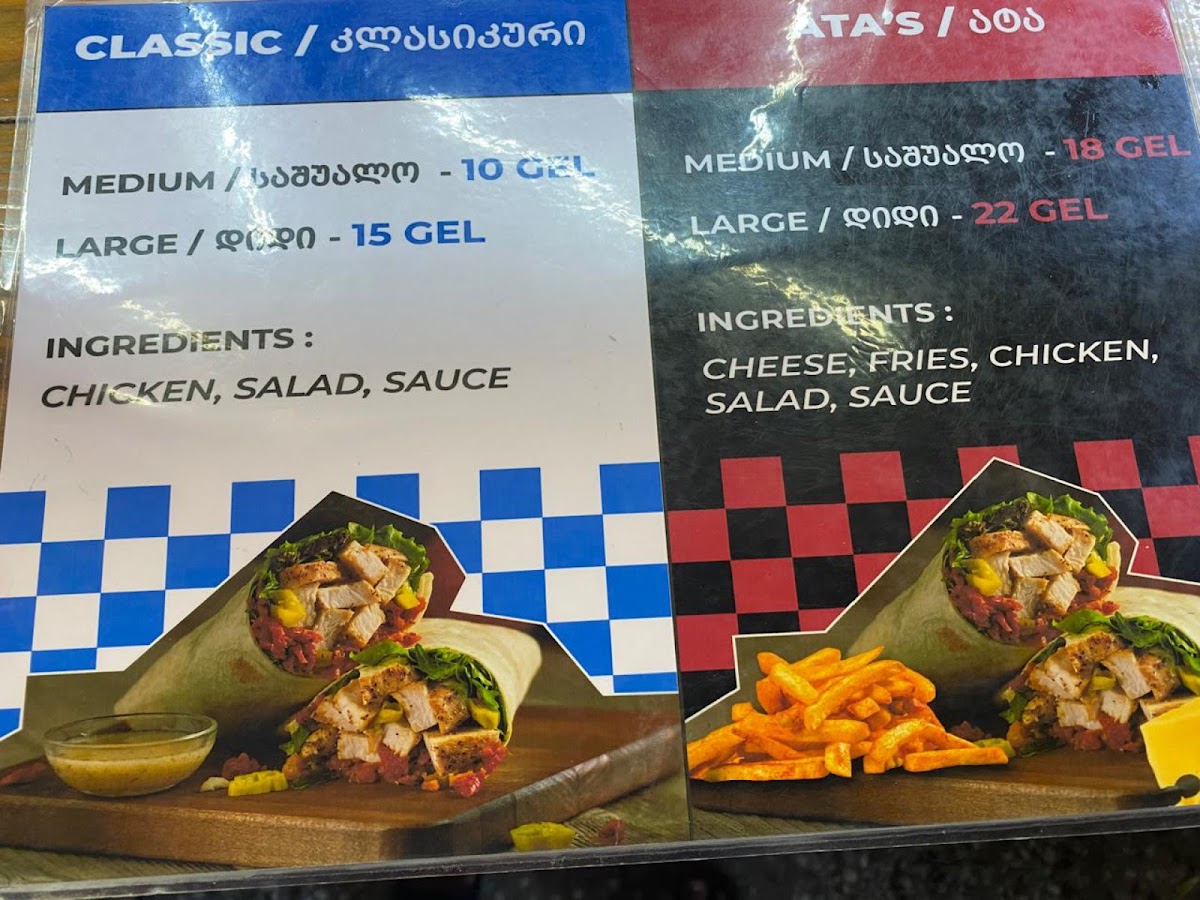 CLASSIC / კლასიკური
MEDIUM / საშუალო - 10 GEL
LARGE / დიდი - 15 GEL
INGREDIENTS :
CHICKEN, SALAD, SAUCE
ATA'S / ატა
MEDIUM / საშუალო - 18 GEL
LARGE / დიდი - 22 GEL
INGREDIENTS :
CHEESE, FRIES, CHICKEN,
SALAD, SAUCE